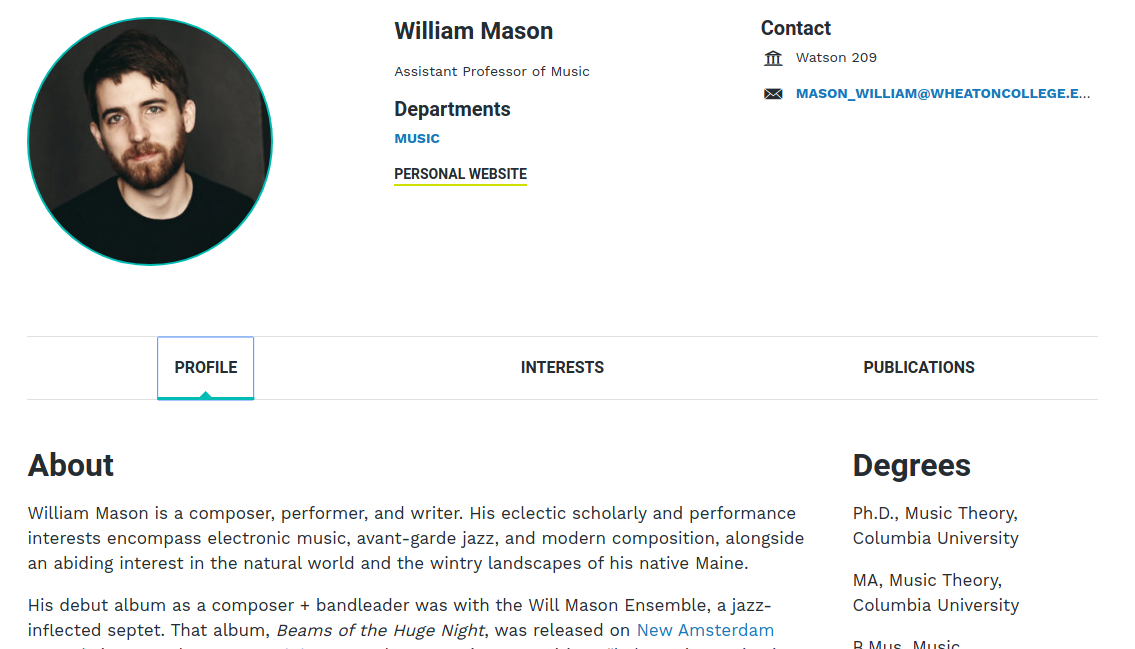 William Mason
Assistant Professor of Music
Departments
MUSIC
PERSONAL WEBSITE
Contact
Watson 209
MASON_WILLIAM@WHEATONCOLLEGE.E...
PROFILE
INTERESTS
PUBLICATIONS
About
William Mason is a composer, performer, and writer. His eclectic scholarly and performance
interests encompass electronic music, avant-garde jazz, and modern composition, alongside
an abiding interest in the natural world and the wintry landscapes of his native Maine.
His debut album as a composer + bandleader was with the Will Mason Ensemble, a jazz-
inflected septet. That album, Beams of the Huge Night, was released on New Amsterdam
Degrees
Ph.D., Music Theory,
Columbia University
MA, Music Theory,
Columbia University
B.Mus, Music